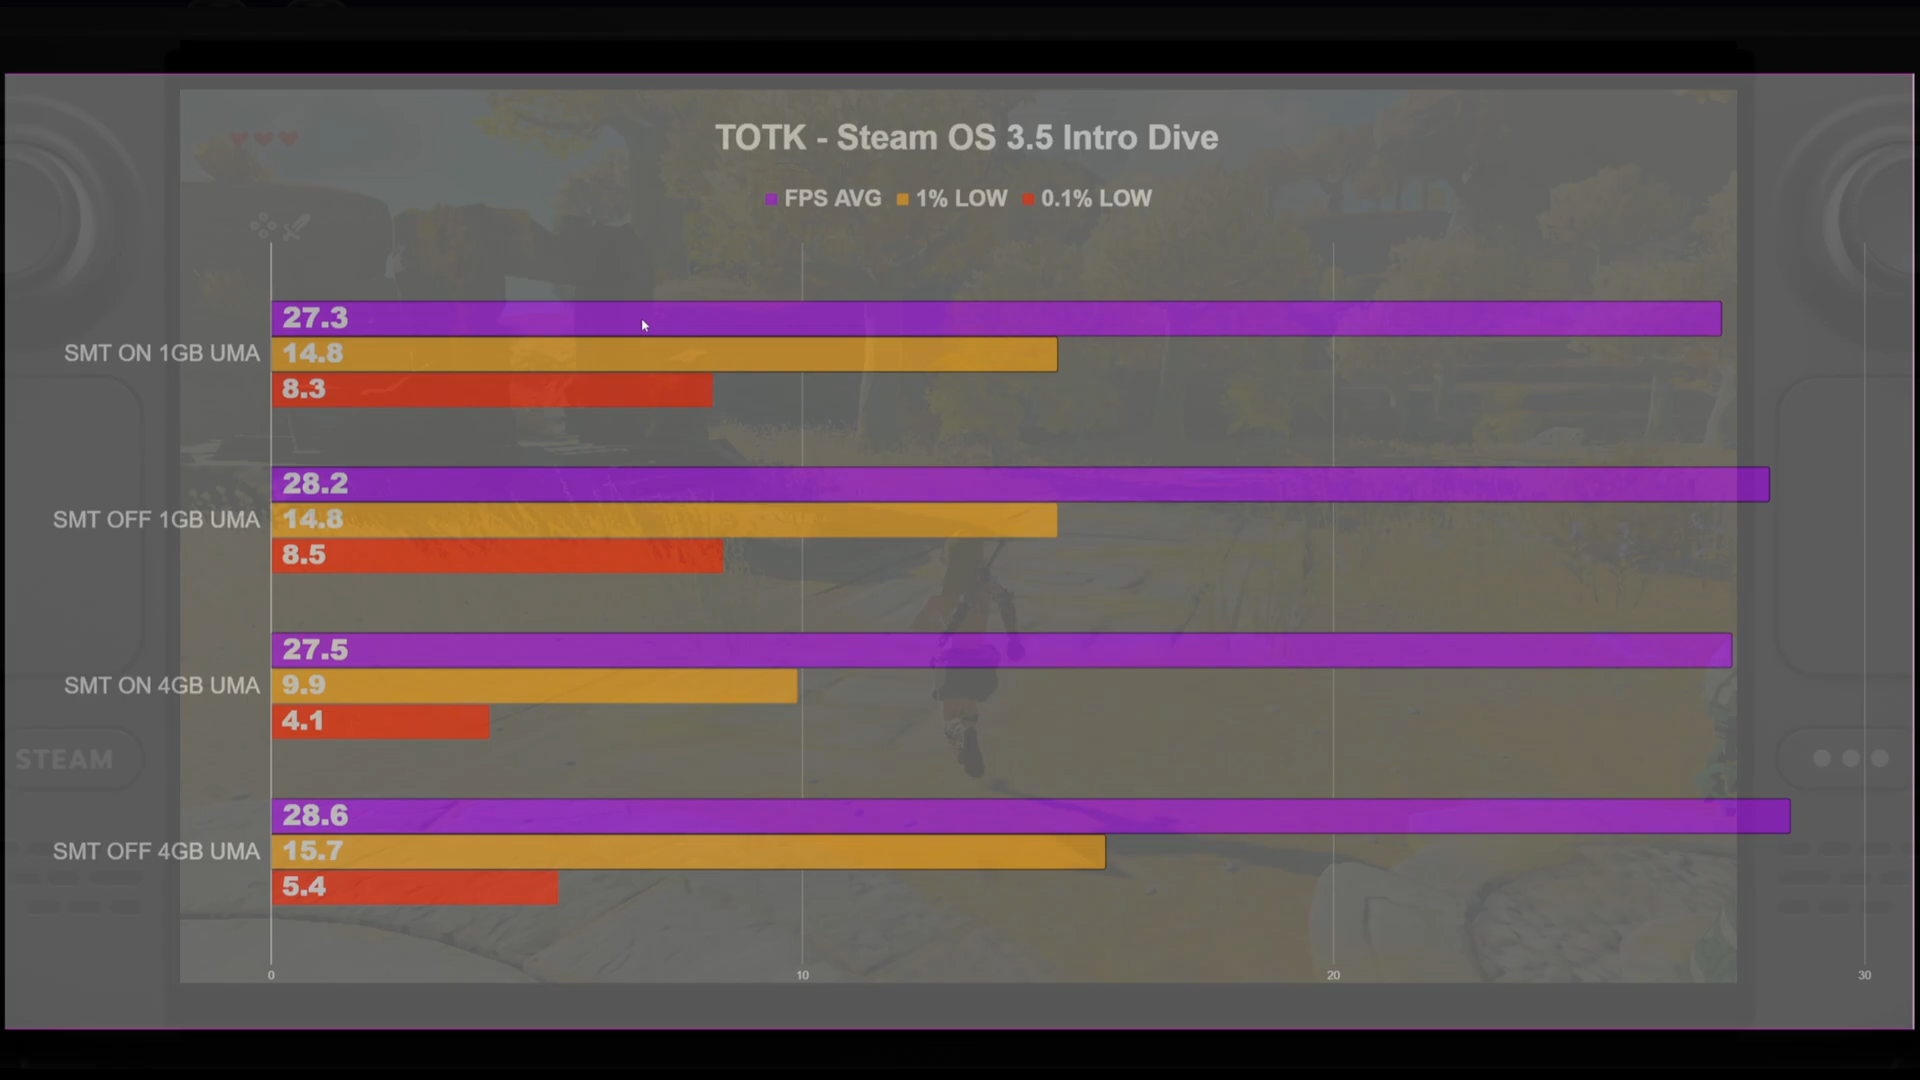 TOTK - Steam OS 3.5 Intro Dive
FPS AVG 1% LOW 0.1% LOW
27.3
SMT ON 1GB UMA 14.8
8.3
28.2
SMT OFF 1GB UMA 14.8
8.5
27.5
SMT ON 4GB UMA 9.9
4.1
STEAM
28.6
SMT OFF 4GB UMA 15.7
5.4
0 10 20 30